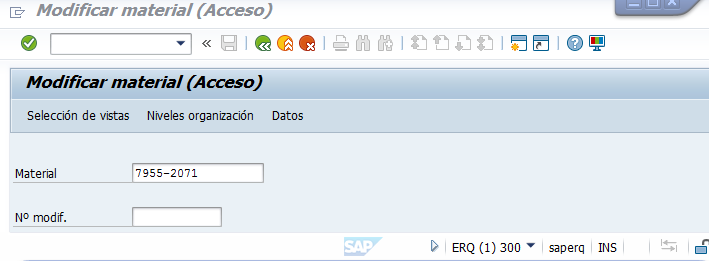 Modificar material (Acceso)
Modificar material (Acceso)
Selección de vistas Niveles organización Datos
Material 7955-2071
Nº modif.
SAP ERQ (1) 300 saperq INS